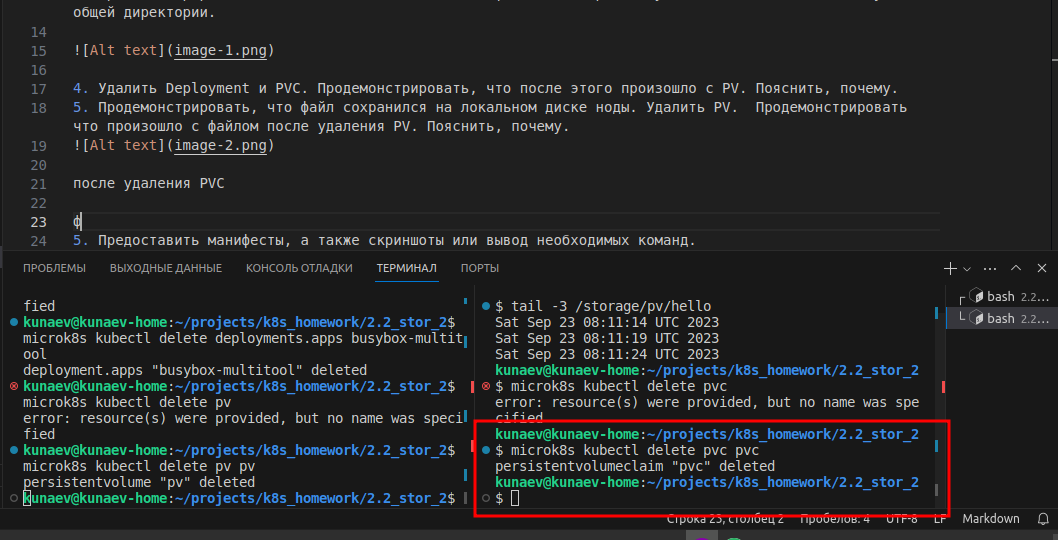 общей директории.
14
15 ![Alt text](image-1.png)
16
17 4. Удалить Deployment и PVC. Продемонстрировать, что после этого произошло с PV. Пояснить, почему.
18 5. Продемонстрировать, что файл сохранился на локальном диске ноды. Удалить PV.  Продемонстрировать
что произошло с файлом после удаления PV. Пояснить, почему.
19 ![Alt text](image-2.png)
20
21 после удаления PVC
22
23 ф
24 5. Предоставить манифесты, а также скриншоты или вывод необходимых команд.
ПРОБЛЕМЫ ВЫХОДНЫЕ ДАННЫЕ КОНСОЛЬ ОТЛАДКИ ТЕРМИНАЛ ПОРТЫ
fied
kunaev@kunaev-home:~/projects/k8s_homework/2.2_stor_2$
microk8s kubectl delete deployments.apps busybox-multit
ool
deployment.apps "busybox-multitool" deleted
kunaev@kunaev-home:~/projects/k8s_homework/2.2_stor_2$
microk8s kubectl delete pv
error: resource(s) were provided, but no name was speci
fied
kunaev@kunaev-home:~/projects/k8s_homework/2.2_stor_2$
microk8s kubectl delete pv pv
persistentvolume "pv" deleted
kunaev@kunaev-home:~/projects/k8s_homework/2.2_stor_2$
$ tail -3 /storage/pv/hello
Sat Sep 23 08:11:14 UTC 2023
Sat Sep 23 08:11:19 UTC 2023
Sat Sep 23 08:11:24 UTC 2023
kunaev@kunaev-home:~/projects/k8s_homework/2.2_stor_2
$ microk8s kubectl delete pvc
error: resource(s) were provided, but no name was spe
cified
kunaev@kunaev-home:~/projects/k8s_homework/2.2_stor_2
$ microk8s kubectl delete pvc pvc
persistentvolumeclaim "pvc" deleted
kunaev@kunaev-home:~/projects/k8s_homework/2.2_stor_2
$
bash 2.2...
bash 2.2...
Строка 23, столбец 2 Пробелов: 4 UTF-8 LF Markdown